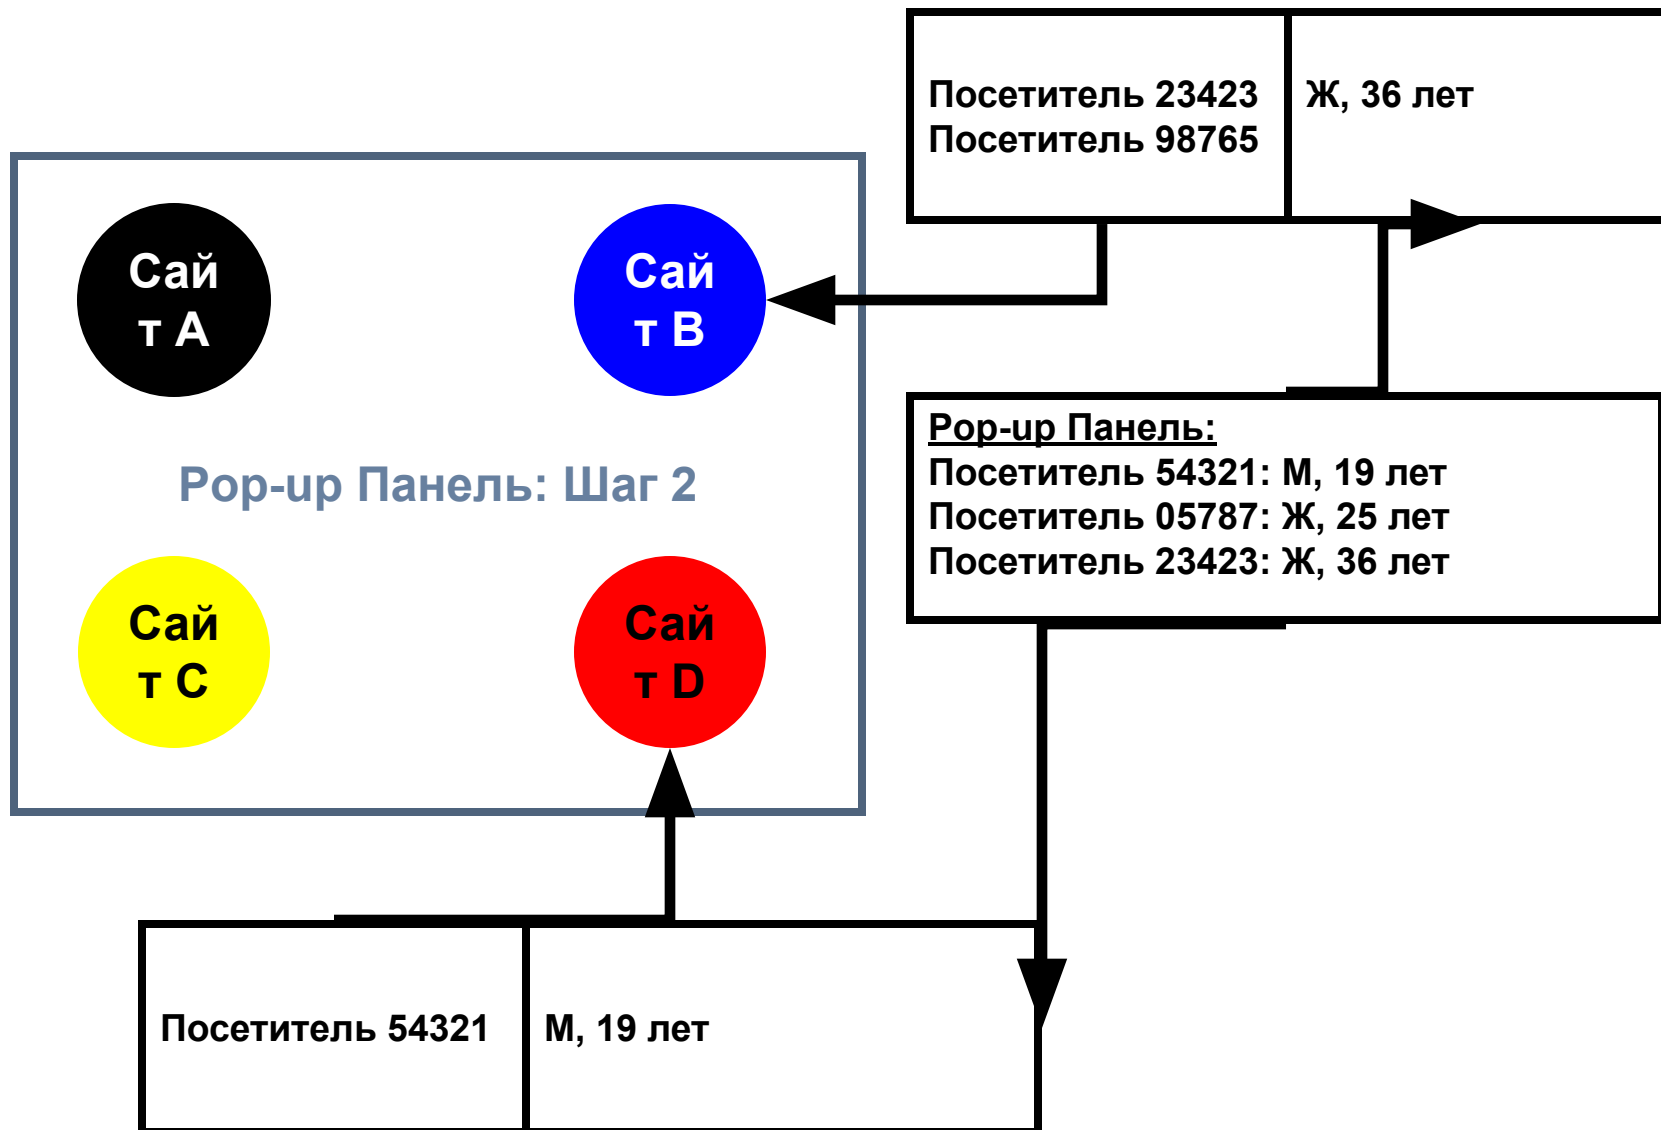 Посетитель 23423
Посетитель 98765
Ж, 36 лет
Сай
т A
Сай
т B
Pop-up Панель: Шаг 2
Сай
т C
Сай
т D
Pop-up Панель:
Посетитель 54321: М, 19 лет
Посетитель 05787: Ж, 25 лет
Посетитель 23423: Ж, 36 лет
Посетитель 54321
М, 19 лет